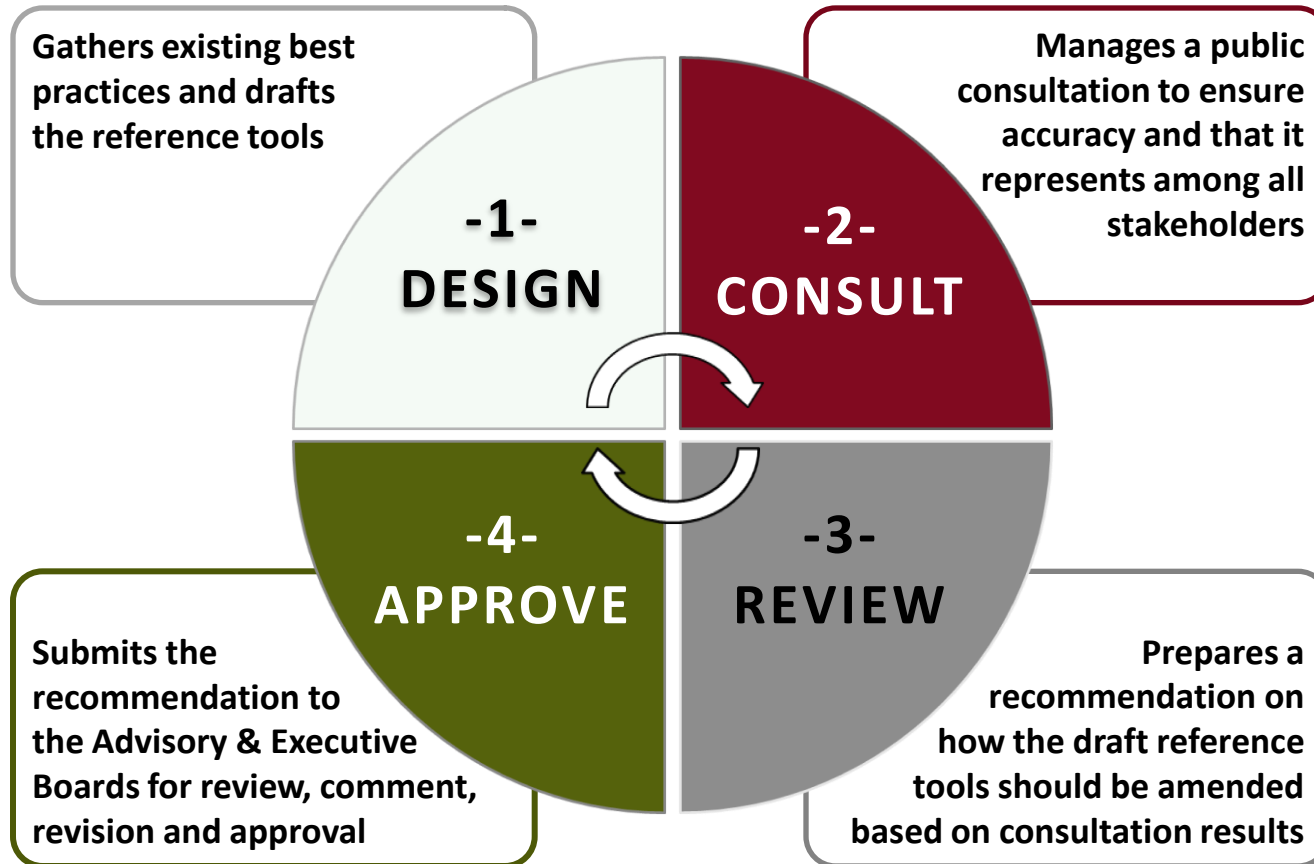 Gathers existing best
practices and drafts
the reference tools
-1-
DESIGN
Manages a public
consultation to ensure
accuracy and that it
represents among all
stakeholders
-2-
CONSULT
-3-
REVIEW
Prepares a
recommendation on
how the draft reference
tools should be amended
based on consultation results
-4-
APPROVE
Submits the
recommendation to
the Advisory & Executive
Boards for review, comment,
revision and approval